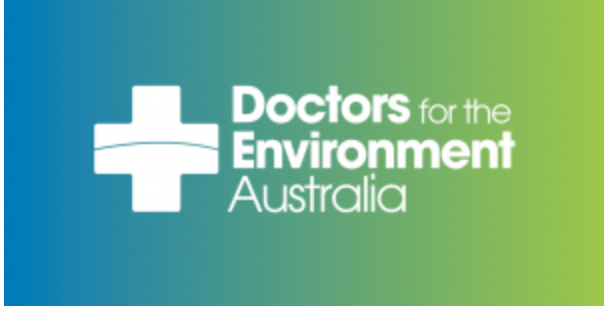 Doctors for the
Environment
Australia